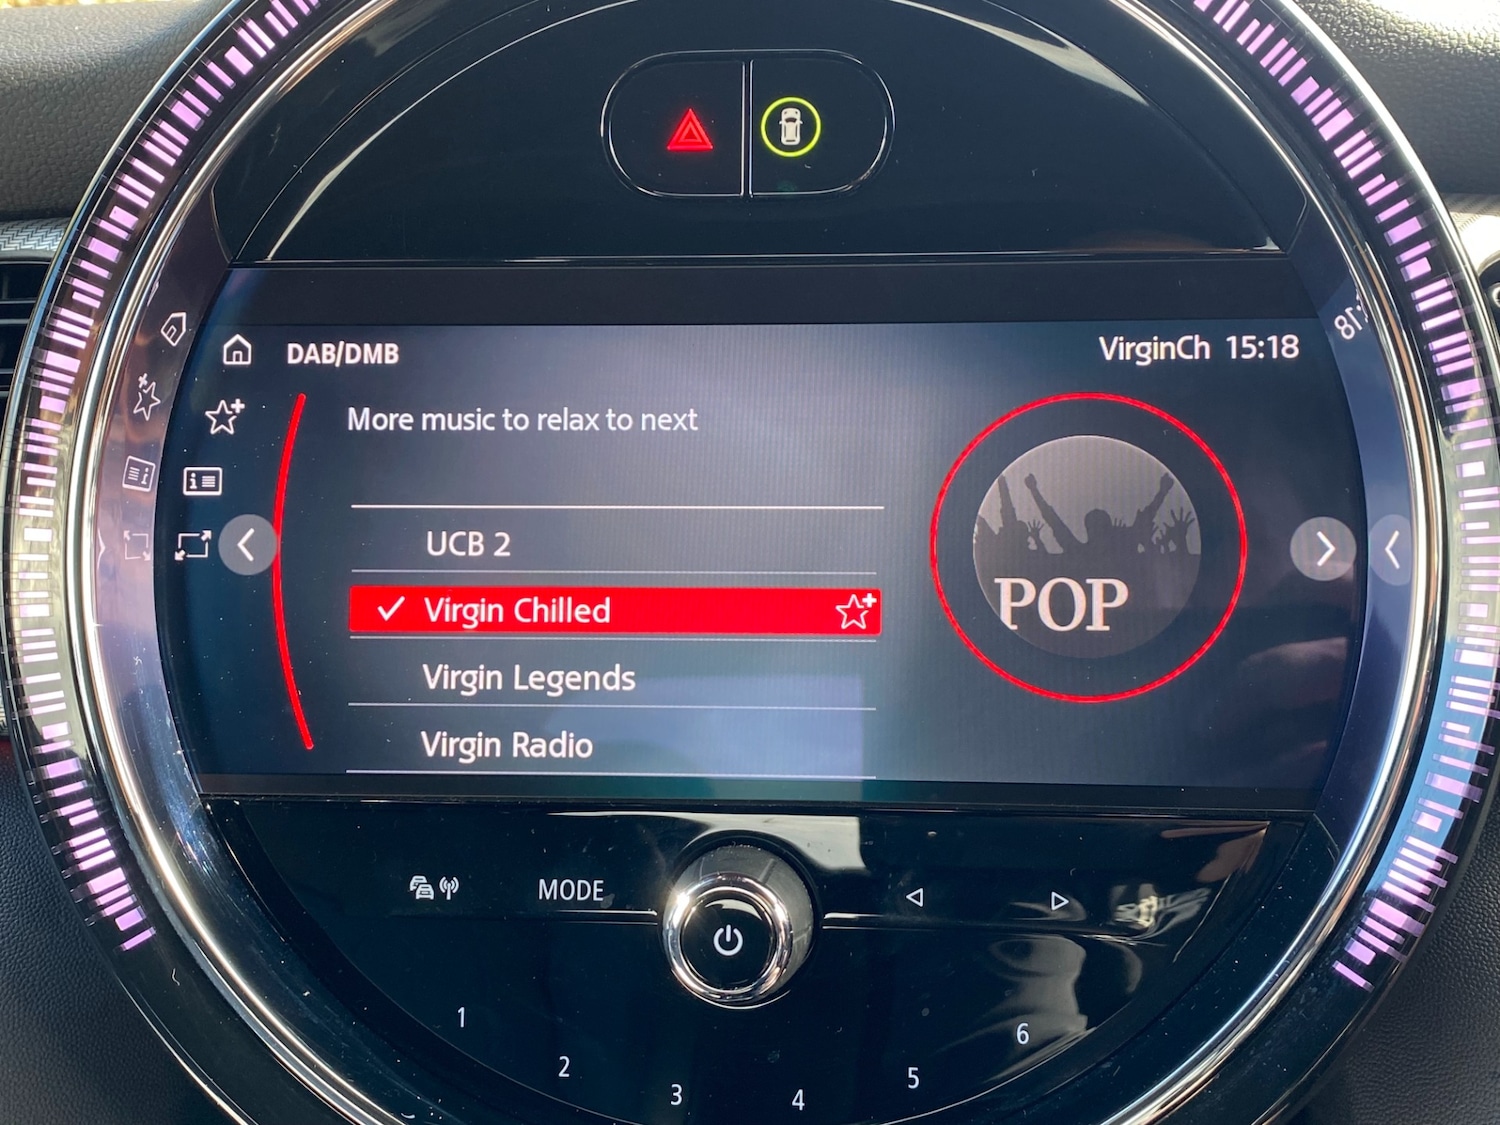 DAB/DMB
VirginCh 15:18
More music to relax to next
UCB 2
Virgin Chilled
Virgin Legends
Virgin Radio
POP
MODE
1
2
3
4
5
6